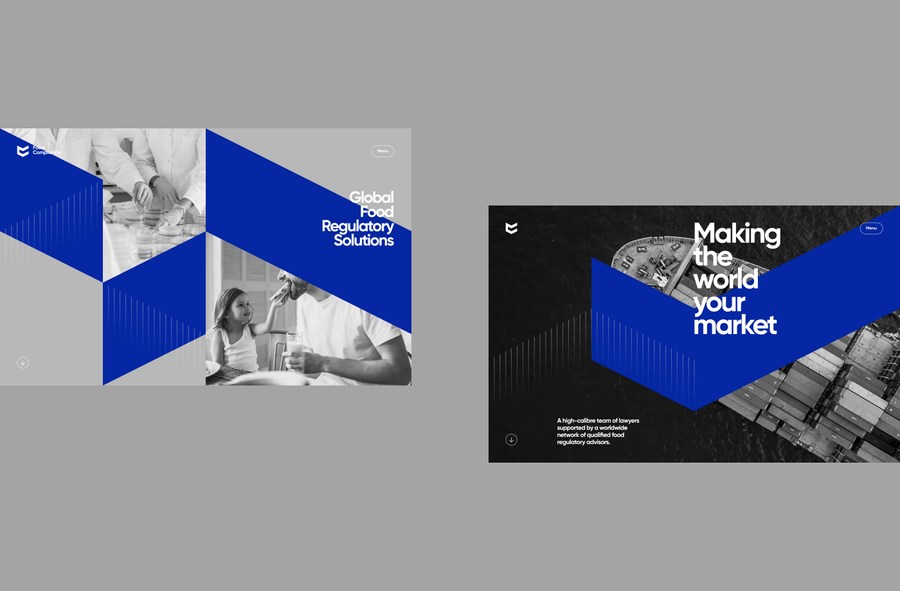 Food
Menu
Global
Food
Regulatory
Solutions
Making
the
world
your
market
Menu
A high-calibre team of lawyers
supported by a worldwide
network of qualified food
regulatory advisors.